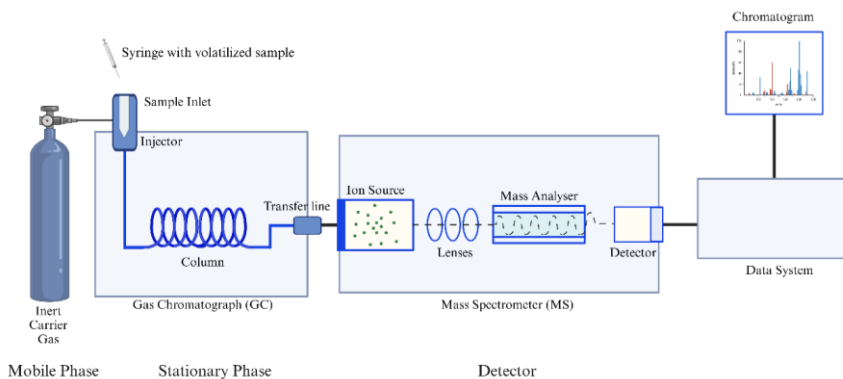 Chromatogram
Syringe with volatilized sample
Sample Inlet
Injector
Ion Source
Mass Analyser
Transfer line
Column
Lenses
Detector
Data System
Gas Chromatograph (GC)
Mass Spectrometer (MS)
Inert
Carrier
Gas
Mobile Phase
Stationary Phase
Detector